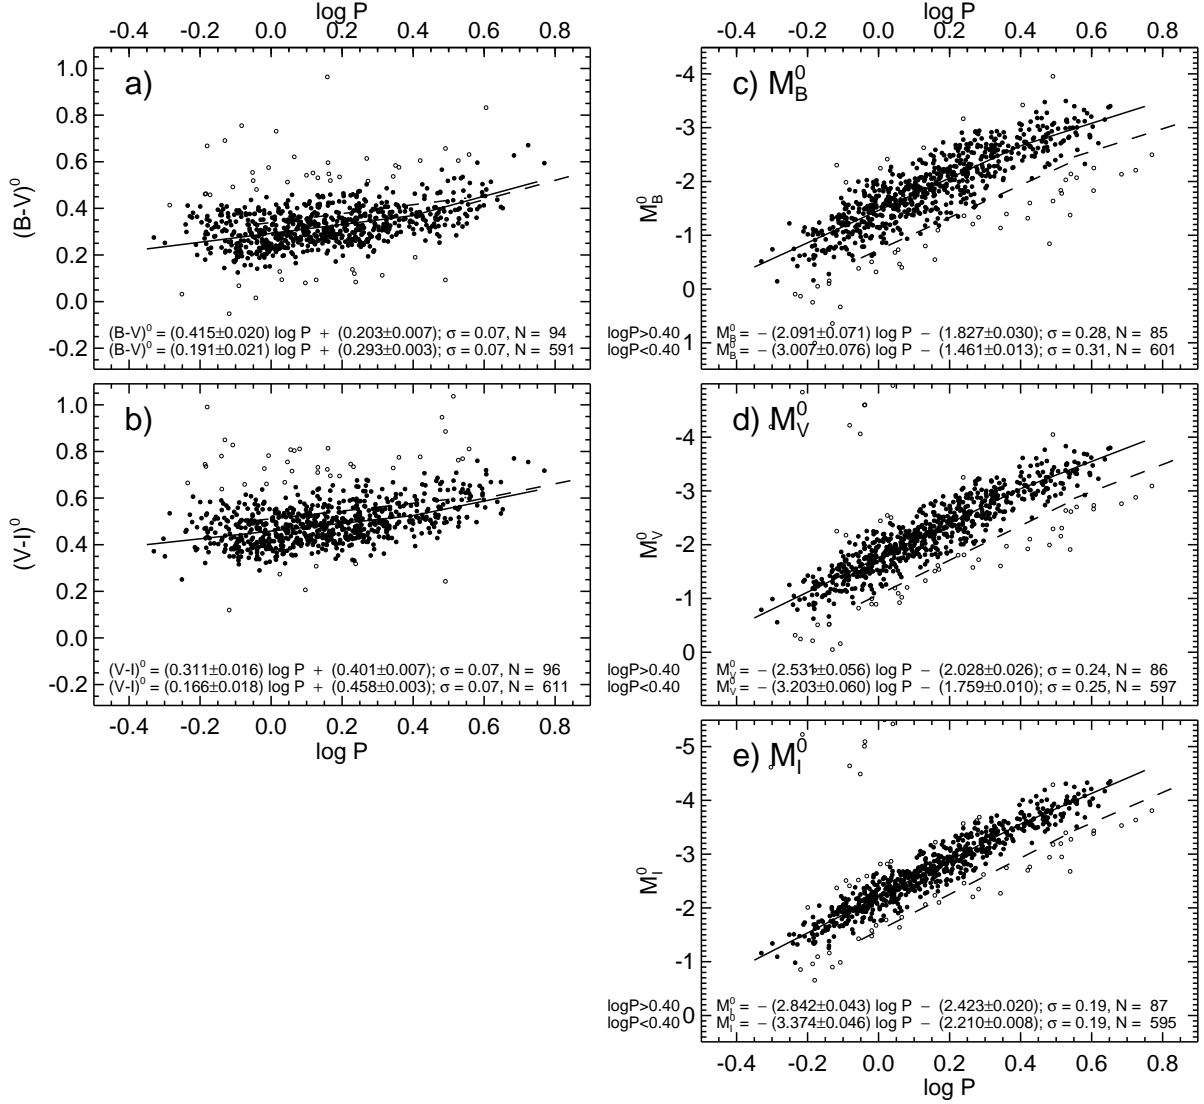 log P
-0.4 -0.2 0.0 0.2 0.4 0.6 0.8
1.0
0.8
0.6
0.4
0.2
0.0
-0.2
(B-V)⁰
a)
(B-V)⁰ = (0.415±0.020) log P + (0.203±0.007); σ = 0.07, N = 94
(B-V)⁰ = (0.191±0.021) log P + (0.293±0.003); σ = 0.07, N = 591
1.0
0.8
0.6
0.4
0.2
0.0
-0.2
(V-I)⁰
b)
(V-I)⁰ = (0.311±0.016) log P + (0.401±0.007); σ = 0.07, N = 96
(V-I)⁰ = (0.166±0.018) log P + (0.458±0.003); σ = 0.07, N = 611
-0.4 -0.2 0.0 0.2 0.4 0.6 0.8
log P
log P
-0.4 -0.2 0.0 0.2 0.4 0.6 0.8
-4
-3
-2
-1
0
1
M_B⁰
c) M_B⁰
logP>0.40 M_B⁰ = − (2.091±0.071) log P − (1.827±0.030); σ = 0.28, N = 85
logP<0.40 M_B⁰ = − (3.007±0.076) log P − (1.461±0.013); σ = 0.31, N = 601
-4
-3
-2
-1
0
M_V⁰
d) M_V⁰
logP>0.40 M_V⁰ = − (2.531±0.056) log P − (2.028±0.026); σ = 0.24, N = 86
logP<0.40 M_V⁰ = − (3.203±0.060) log P − (1.759±0.010); σ = 0.25, N = 597
-5
-4
-3
-2
-1
0
M_I⁰
e) M_I⁰
logP>0.40 M_I⁰ = − (2.842±0.043) log P − (2.423±0.020); σ = 0.19, N = 87
logP<0.40 M_I⁰ = − (3.374±0.046) log P − (2.210±0.008); σ = 0.19, N = 595
-0.4 -0.2 0.0 0.2 0.4 0.6 0.8
log P